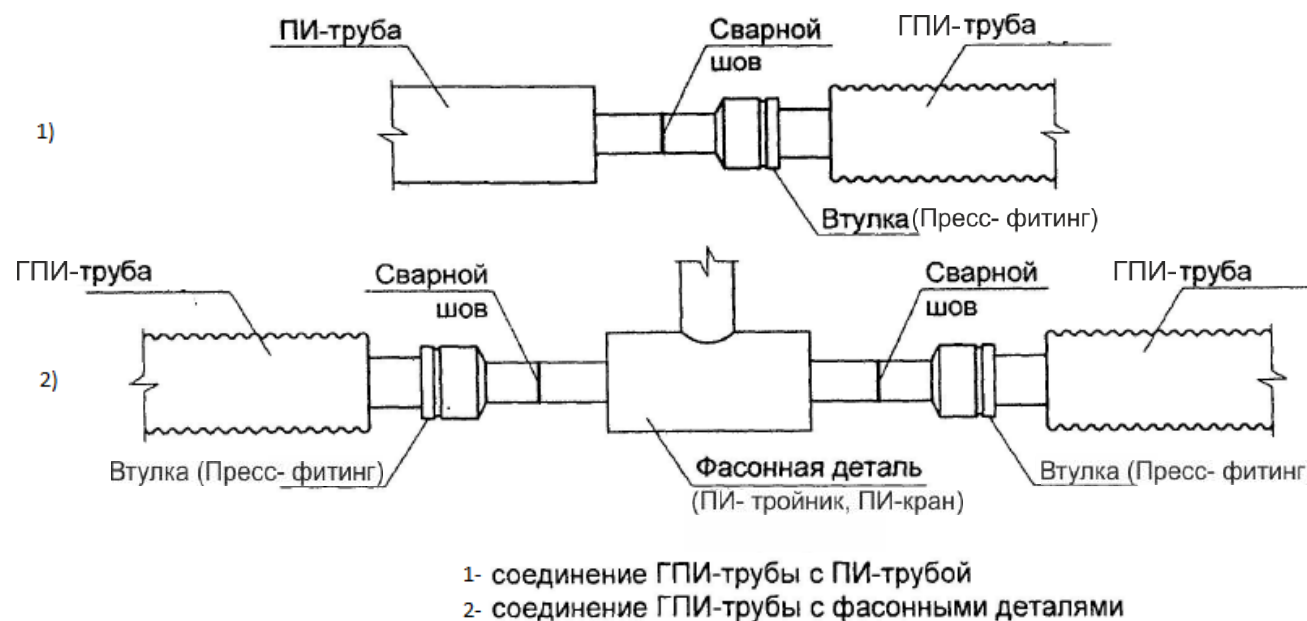 ПИ-труба
Сварной
шов
ГПИ-труба
1)
Втулка (Пресс- фитинг)
ГПИ-труба
Сварной
шов
Сварной
шов
ГПИ-труба
2)
Втулка (Пресс- фитинг)
Фасонная деталь
(ПИ- тройник, ПИ-кран)
Втулка (Пресс- фитинг
1- соединение ГПИ-трубы с ПИ-трубой
2- соединение ГПИ-трубы с фасонными деталями